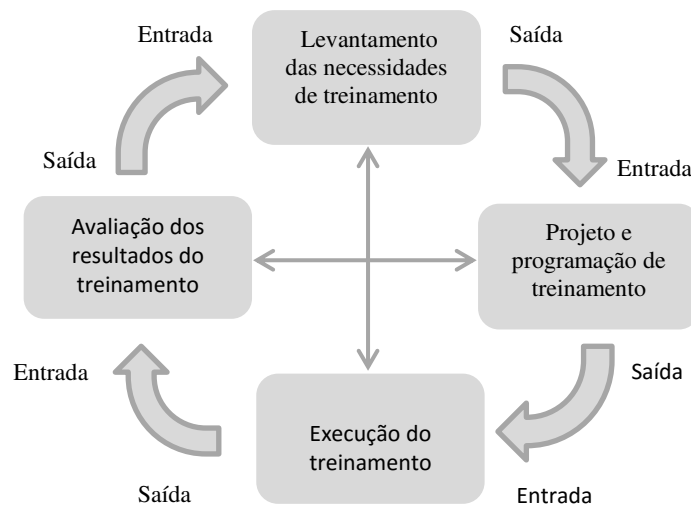 Entrada
Levantamento
das necessidades
de treinamento
Saída
Saída
Entrada
Avaliação dos
resultados do
treinamento
Projeto e
programação de
treinamento
Entrada
Saída
Execução do
treinamento
Saída
Entrada